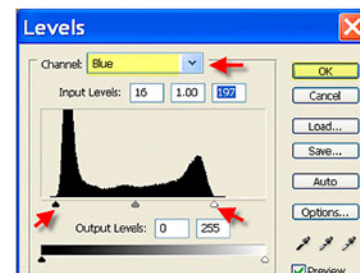 Levels
Channel: Blue
OK
Input Levels: 16 1.00 197
Cancel
Load...
Save...
Auto
Options...
Output Levels: 0 255
Preview